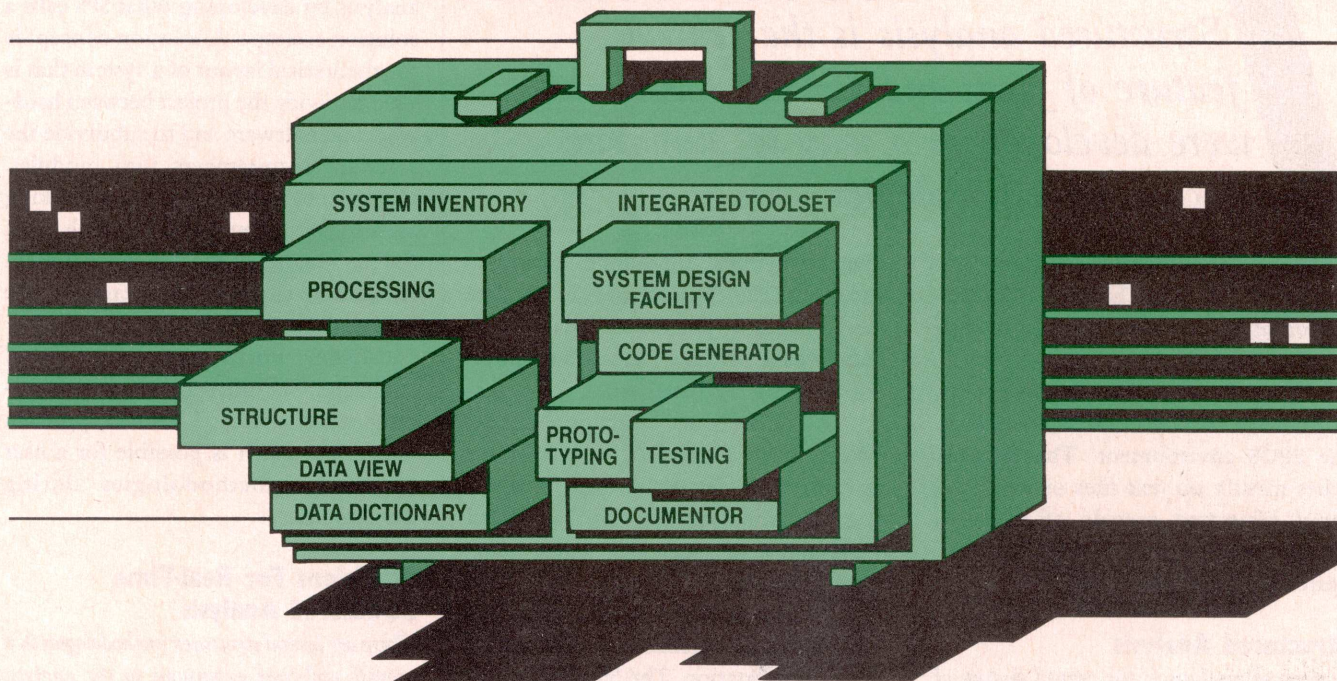 SYSTEM INVENTORY
PROCESSING
STRUCTURE
DATA VIEW
DATA DICTIONARY
INTEGRATED TOOLSET
SYSTEM DESIGN
FACILITY
CODE GENERATOR
PROTO-
TYPING
TESTING
DOCUMENTOR